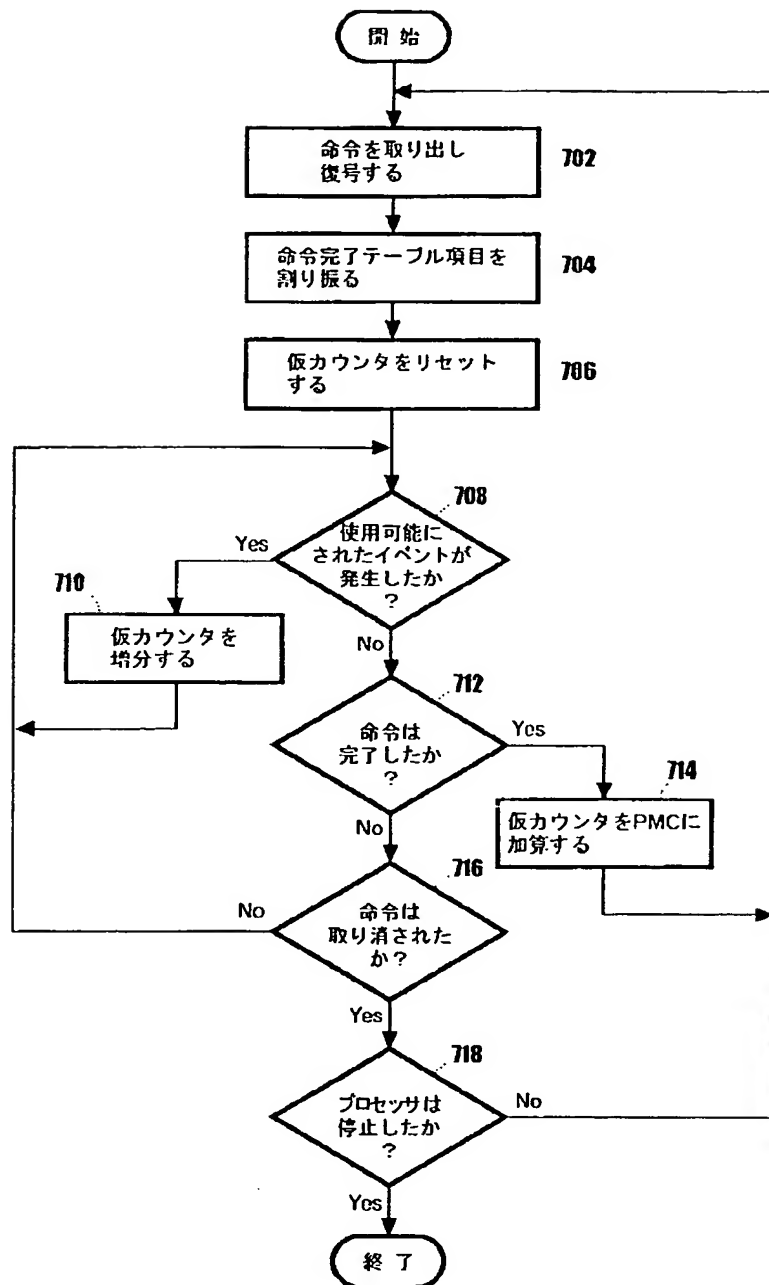 開始
命令を取り出し
復号する
702
命令完了テーブル項目を
割り振る
704
仮カウンタをリセット
する
706
708
使用可能に
されたイベントが
発生したか
?
Yes
No
710
仮カウンタを
増分する
712
命令は
完了したか
?
Yes
No
714
仮カウンタをPMCに
加算する
716
命令は
取り消された
か?
No
Yes
718
プロセッサは
停止したか
?
No
Yes
終了